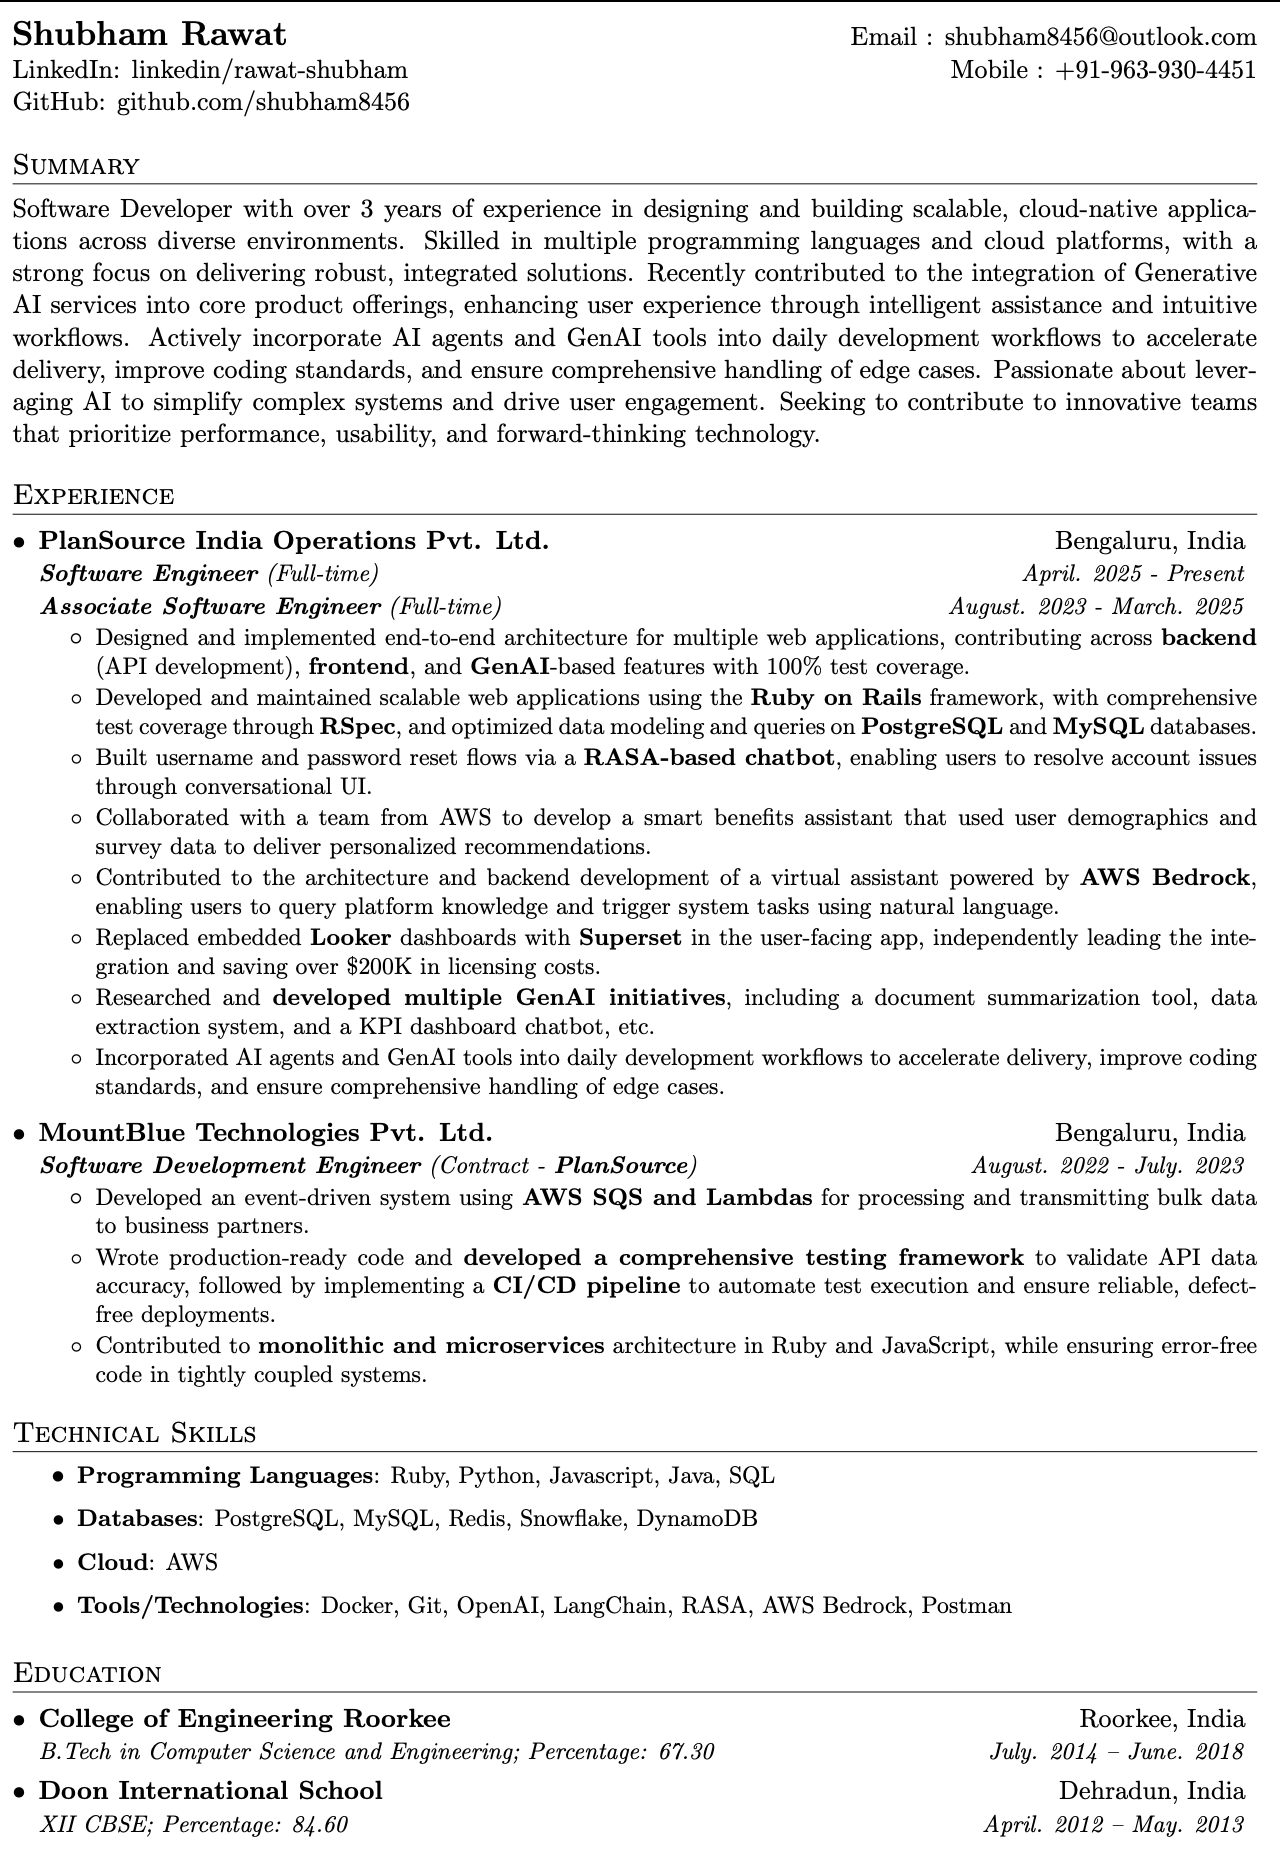 Shubham Rawat
Email : shubham8456@outlook.com
LinkedIn: linkedin/rawat-shubham
Mobile : +91-963-930-4451
GitHub: github.com/shubham8456
Summary
Software Developer with over 3 years of experience in designing and building scalable, cloud-native applica-
tions across diverse environments. Skilled in multiple programming languages and cloud platforms, with a
strong focus on delivering robust, integrated solutions. Recently contributed to the integration of Generative
AI services into core product offerings, enhancing user experience through intelligent assistance and intuitive
workflows. Actively incorporate AI agents and GenAI tools into daily development workflows to accelerate
delivery, improve coding standards, and ensure comprehensive handling of edge cases. Passionate about lever-
aging AI to simplify complex systems and drive user engagement. Seeking to contribute to innovative teams
that prioritize performance, usability, and forward-thinking technology.
Experience
• PlanSource India Operations Pvt. Ltd. Bengaluru, India
Software Engineer (Full-time) April. 2025 - Present
Associate Software Engineer (Full-time) August. 2023 - March. 2025
◦ Designed and implemented end-to-end architecture for multiple web applications, contributing across backend
(API development), frontend, and GenAI-based features with 100% test coverage.
◦ Developed and maintained scalable web applications using the Ruby on Rails framework, with comprehensive
test coverage through RSpec, and optimized data modeling and queries on PostgreSQL and MySQL databases.
◦ Built username and password reset flows via a RASA-based chatbot, enabling users to resolve account issues
through conversational UI.
◦ Collaborated with a team from AWS to develop a smart benefits assistant that used user demographics and
survey data to deliver personalized recommendations.
◦ Contributed to the architecture and backend development of a virtual assistant powered by AWS Bedrock,
enabling users to query platform knowledge and trigger system tasks using natural language.
◦ Replaced embedded Looker dashboards with Superset in the user-facing app, independently leading the inte-
gration and saving over $200K in licensing costs.
◦ Researched and developed multiple GenAI initiatives, including a document summarization tool, data
extraction system, and a KPI dashboard chatbot, etc.
◦ Incorporated AI agents and GenAI tools into daily development workflows to accelerate delivery, improve coding
standards, and ensure comprehensive handling of edge cases.
• MountBlue Technologies Pvt. Ltd. Bengaluru, India
Software Development Engineer (Contract - PlanSource) August. 2022 - July. 2023
◦ Developed an event-driven system using AWS SQS and Lambdas for processing and transmitting bulk data
to business partners.
◦ Wrote production-ready code and developed a comprehensive testing framework to validate API data
accuracy, followed by implementing a CI/CD pipeline to automate test execution and ensure reliable, defect-
free deployments.
◦ Contributed to monolithic and microservices architecture in Ruby and JavaScript, while ensuring error-free
code in tightly coupled systems.
Technical Skills
• Programming Languages: Ruby, Python, Javascript, Java, SQL
• Databases: PostgreSQL, MySQL, Redis, Snowflake, DynamoDB
• Cloud: AWS
• Tools/Technologies: Docker, Git, OpenAI, LangChain, RASA, AWS Bedrock, Postman
Education
• College of Engineering Roorkee Roorkee, India
B.Tech in Computer Science and Engineering; Percentage: 67.30 July. 2014 – June. 2018
• Doon International School Dehradun, India
XII CBSE; Percentage: 84.60 April. 2012 – May. 2013